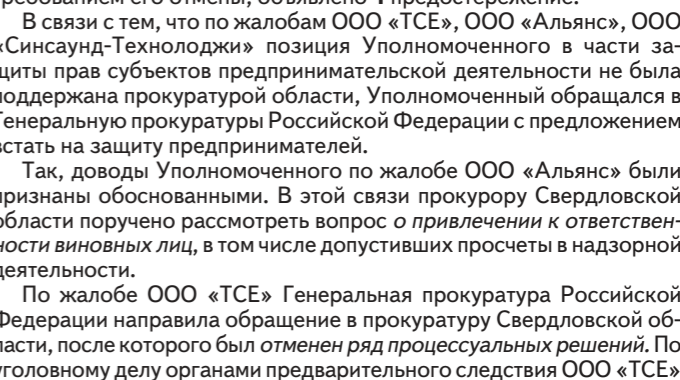 требованием его отмены, объявлено 1 предостережение.
В связи с тем, что по жалобам ООО «ТСЕ», ООО «Альянс», ООО
«Синсаунд-Технолоджи» позиция Уполномоченного в части за-
щиты прав субъектов предпринимательской деятельности не была
поддержана прокуратурой области, Уполномоченный обращался в
Генеральную прокуратуры Российской Федерации с предложением
встать на защиту предпринимателей.
Так, доводы Уполномоченного по жалобе ООО «Альянс» были
признаны обоснованными. В этой связи прокурору Свердловской
области поручено рассмотреть вопрос о привлечении к ответствен-
ности виновных лиц, в том числе допустивших просчеты в надзорной
деятельности.
По жалобе ООО «ТСЕ» Генеральная прокуратура Российской
Федерации направила обращение в прокуратуру Свердловской об-
ласти, после которого был отменен ряд процессуальных решений. По
уголовному делу органами предварительного следствия ООО «ТСЕ»